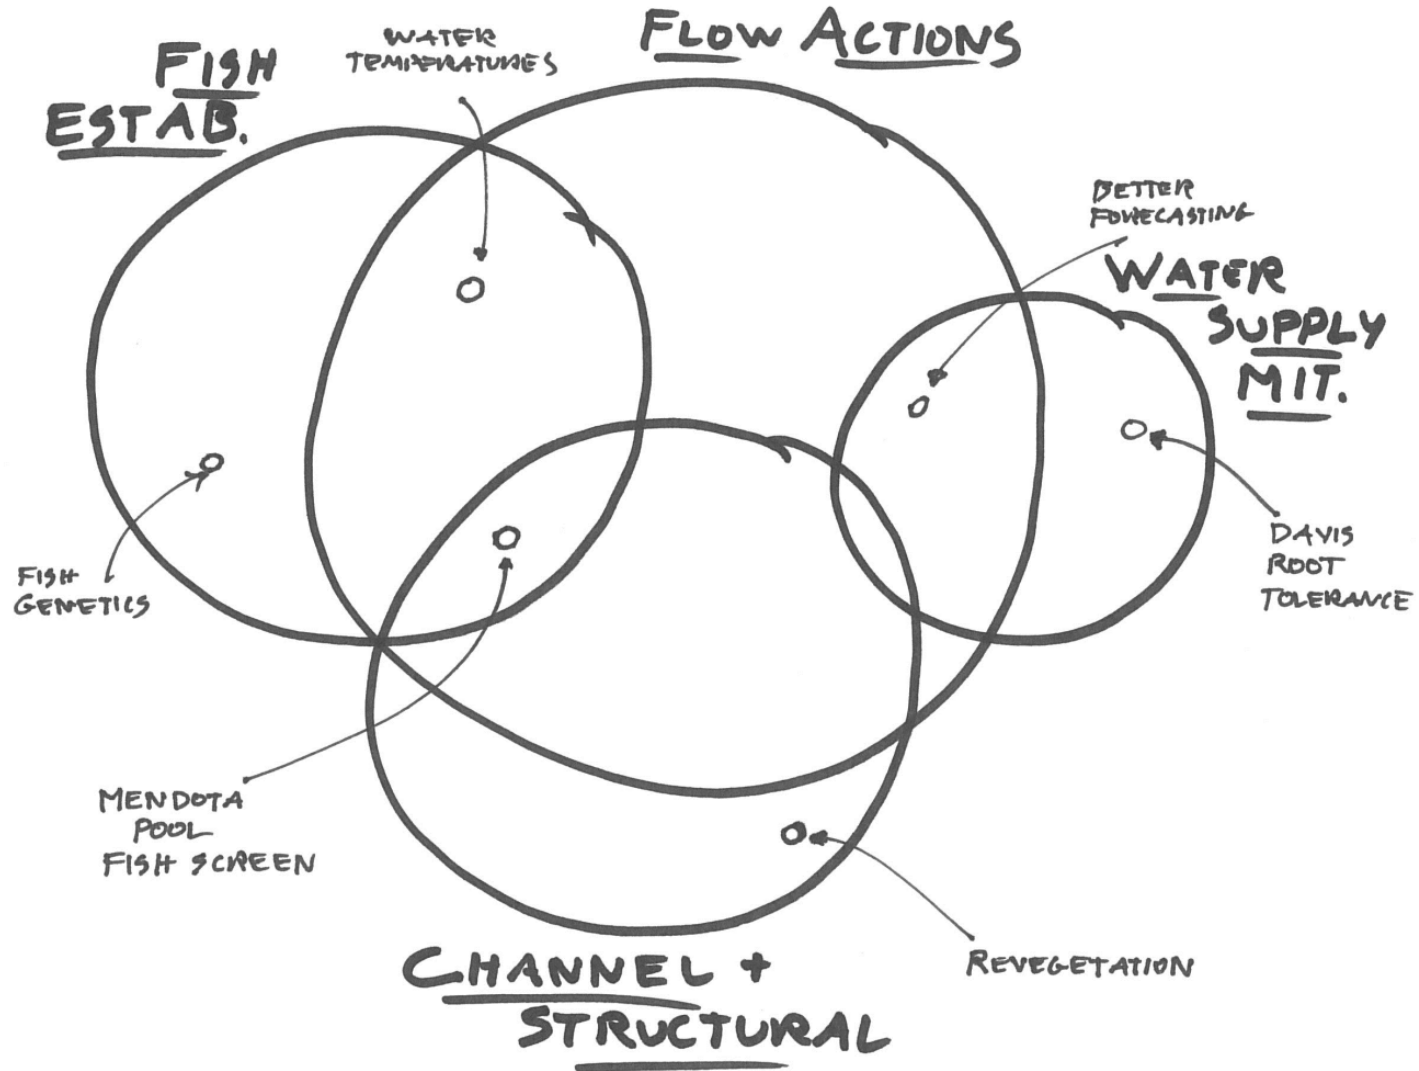 FISH
ESTAB.
WATER
TEMPERATURES
FLOW ACTIONS
BETTER
FORECASTING
WATER
SUPPLY
MIT.
DAVIS
ROOT
TOLERANCE
FISH
GENETICS
MENDOTA
POOL
FISH SCREEN
REVEGETATION
CHANNEL +
STRUCTURAL